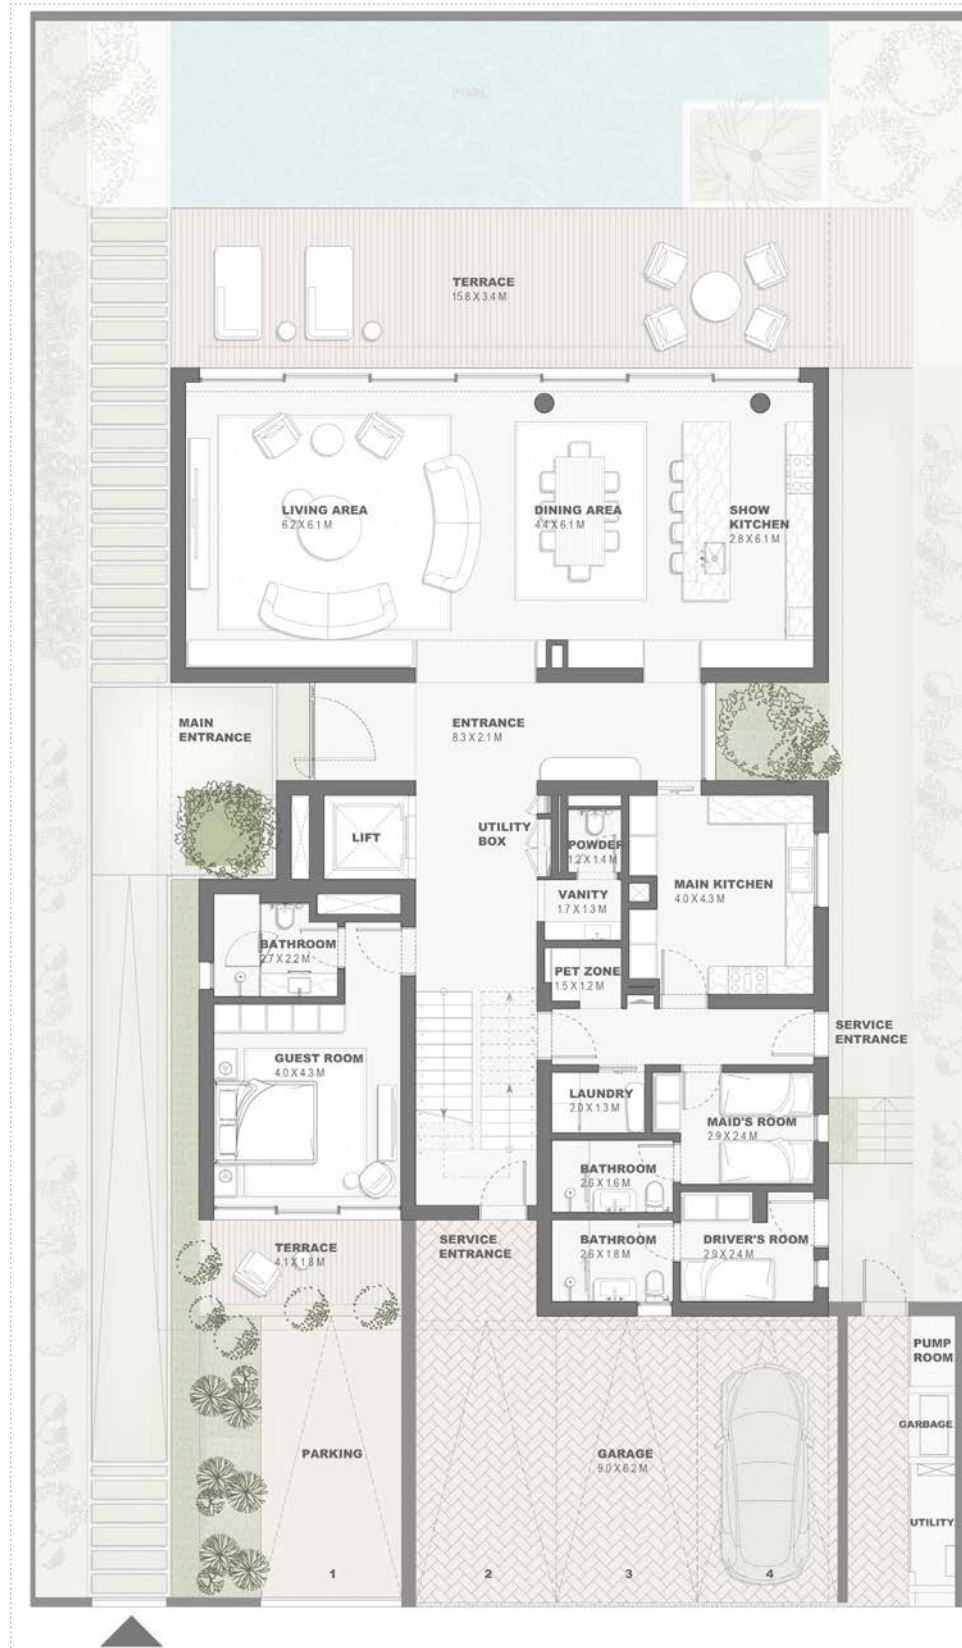 POOL
TERRACE
15.8 X 3.4 M
LIVING AREA
6.2 X 6.1 M
DINING AREA
4.4 X 6.1 M
SHOW
KITCHEN
2.8 X 6.1 M
MAIN
ENTRANCE
ENTRANCE
8.3 X 2.1 M
LIFT
UTILITY
BOX
POWDER
1.2 X 1.4 M
VANITY
1.7 X 1.3 M
MAIN KITCHEN
4.0 X 4.3 M
BATHROOM
2.7 X 2.2 M
PET ZONE
1.5 X 1.2 M
SERVICE
ENTRANCE
GUEST ROOM
4.0 X 4.3 M
LAUNDRY
2.0 X 1.3 M
MAID'S ROOM
2.9 X 2.4 M
BATHROOM
2.6 X 1.6 M
TERRACE
4.1 X 1.8 M
SERVICE
ENTRANCE
BATHROOM
2.6 X 1.8 M
DRIVER'S ROOM
2.9 X 2.4 M
PUMP
ROOM
GARBAGE
PARKING
GARAGE
9.0 X 6.2 M
UTILITY
1
2
3
4